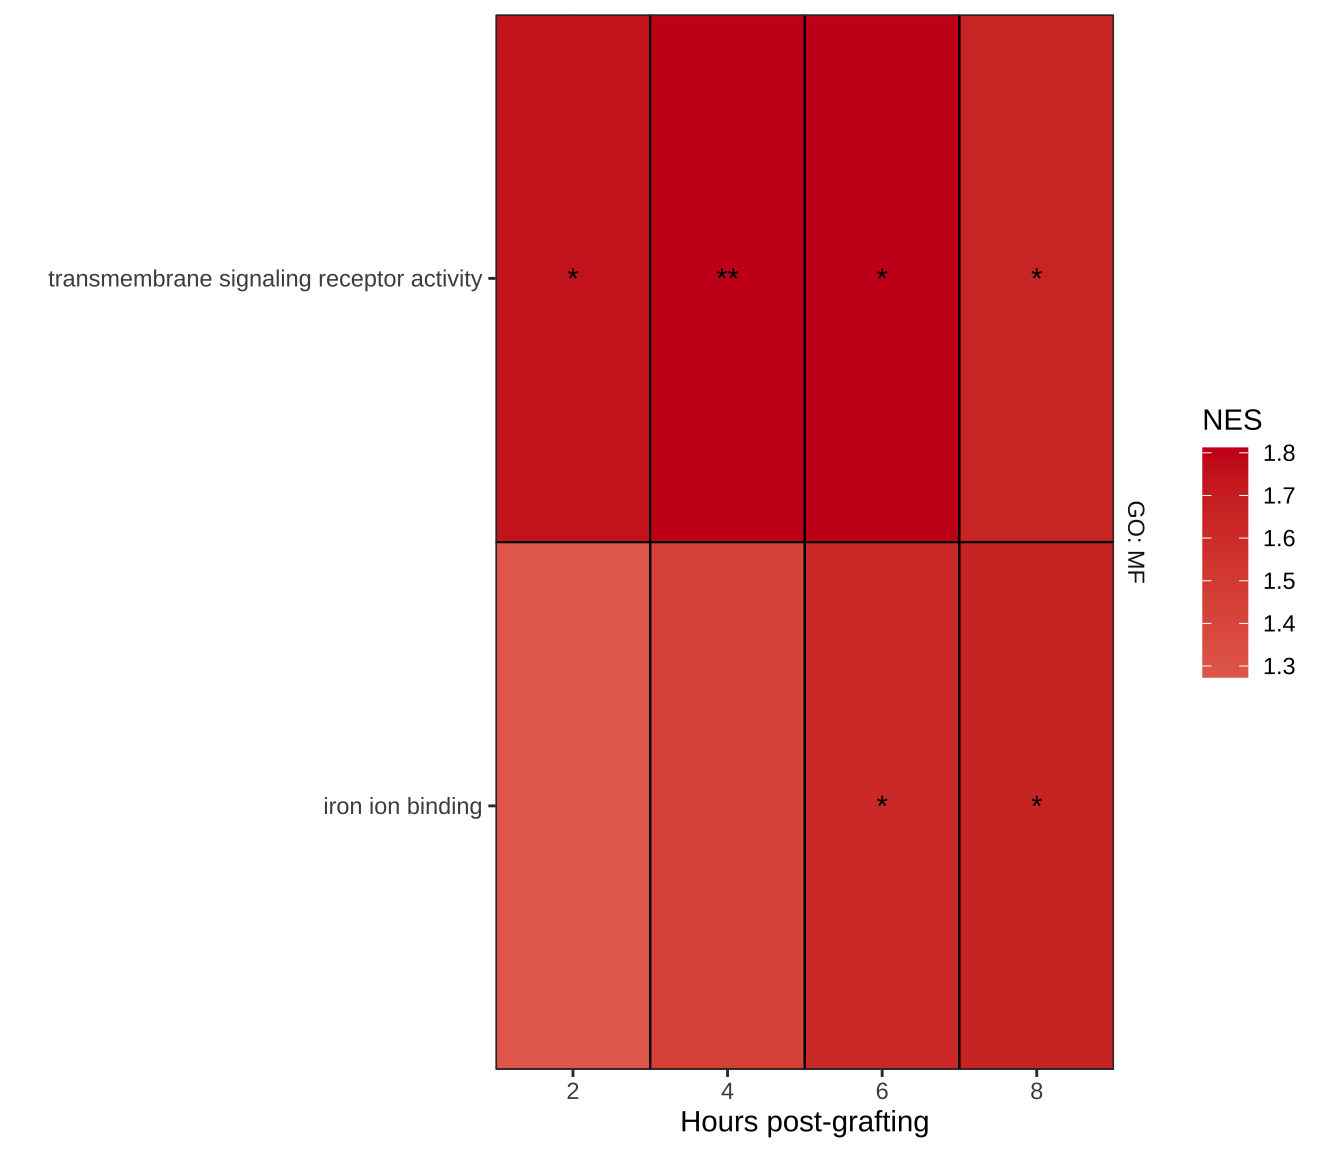 transmembrane signaling receptor activity
* ** * *
iron ion binding
* *
2 4 6 8
Hours post-grafting
GO: MF
NES
1.8
1.7
1.6
1.5
1.4
1.3